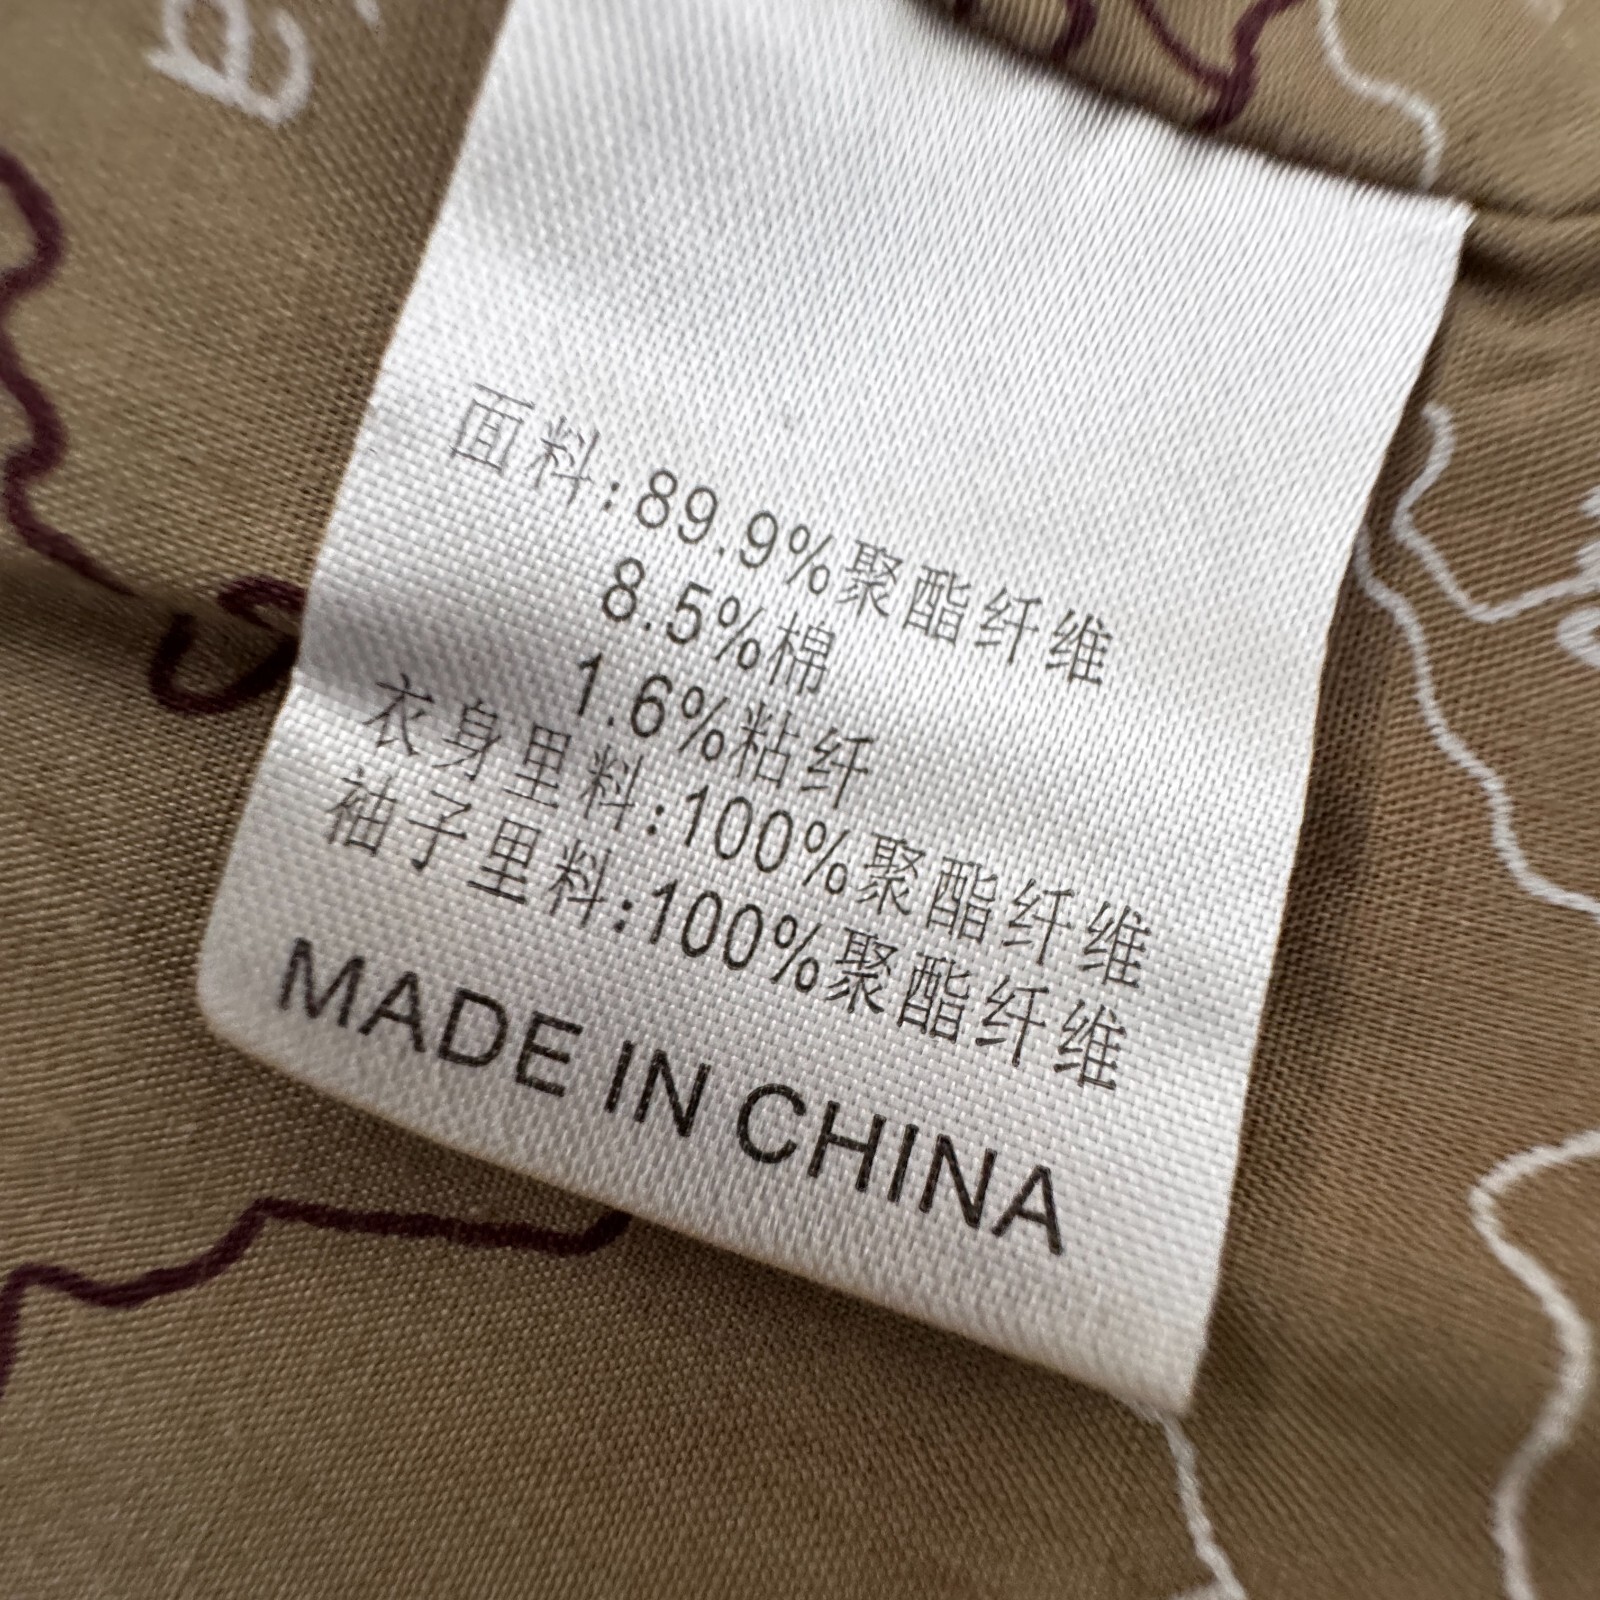 面料:89.9%聚酯纤维
8.5%棉
1.6%粘纤
衣身里料:100%聚酯纤维
袖子里料:100%聚酯纤维
MADE IN CHINA